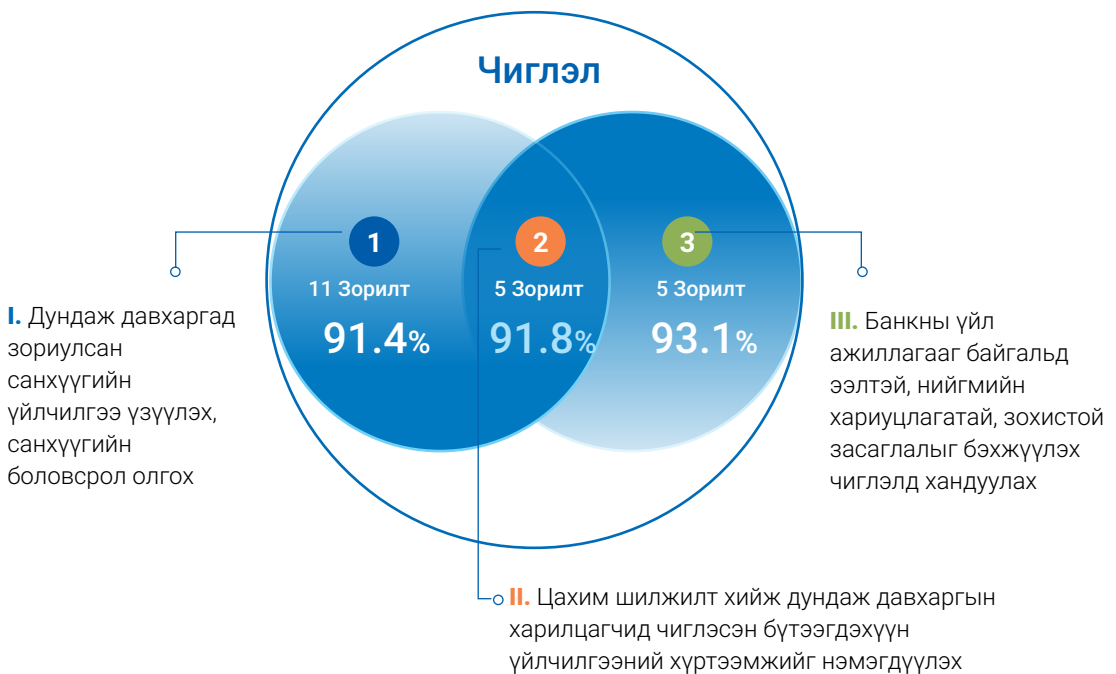 Чиглэл
1
11 Зорилт
91.4%
2
5 Зорилт
91.8%
3
5 Зорилт
93.1%
I. Дундаж давхаргад
зориулсан
санхүүгийн
үйлчилгээ үзүүлэх,
санхүүгийн
боловсрол олгох
III. Банкны үйл
ажиллагааг байгальд
ээлтэй, нийгмийн
хариуцлагатай, зохистой
засаглалыг бэхжүүлэх
чиглэлд хандуулах
II. Цахим шилжилт хийж дундаж давхаргын
харилцагчид чиглэсэн бүтээгдэхүүн
үйлчилгээний хүртээмжийг нэмэгдүүлэх